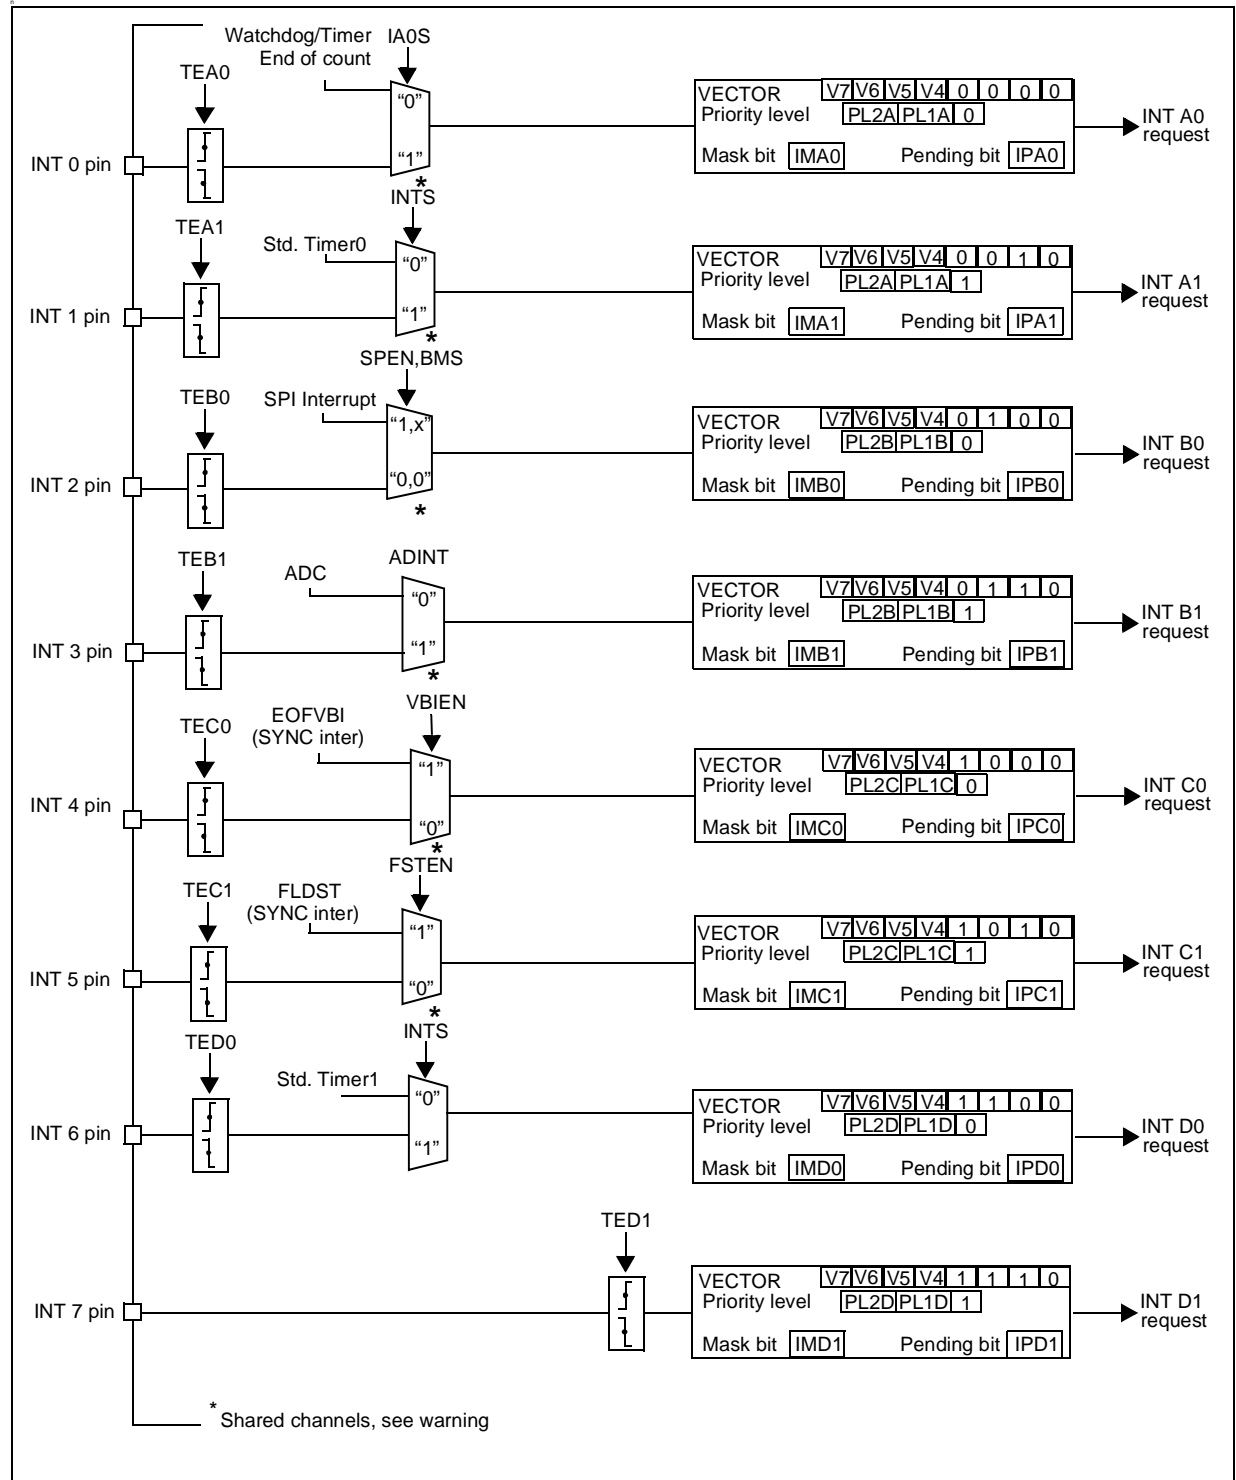 Watchdog/Timer IA0S
End of count
TEA0
“0”
VECTOR V7 V6 V5 V4 0 0 0 0
Priority level PL2A PL1A 0
INT A0
request
INT 0 pin
“1”
Mask bit IMA0 Pending bit IPA0
*
INTS
TEA1
Std. Timer0
“0”
VECTOR V7 V6 V5 V4 0 0 1 0
Priority level PL2A PL1A 1
INT A1
request
INT 1 pin
“1”
Mask bit IMA1 Pending bit IPA1
*
SPEN,BMS
TEB0
SPI Interrupt
“1,x”
VECTOR V7 V6 V5 V4 0 1 0 0
Priority level PL2B PL1B 0
INT B0
request
INT 2 pin
“0,0”
Mask bit IMB0 Pending bit IPB0
*
TEB1
ADINT
ADC
“0”
VECTOR V7 V6 V5 V4 0 1 1 0
Priority level PL2B PL1B 1
INT B1
request
INT 3 pin
“1”
Mask bit IMB1 Pending bit IPB1
*
VBIEN
TEC0
EOFVBI
(SYNC inter)
“1”
VECTOR V7 V6 V5 V4 1 0 0 0
Priority level PL2C PL1C 0
INT C0
request
INT 4 pin
“0”
Mask bit IMC0 Pending bit IPC0
*
FSTEN
TEC1
FLDST
(SYNC inter)
“1”
VECTOR V7 V6 V5 V4 1 0 1 0
Priority level PL2C PL1C 1
INT C1
request
INT 5 pin
“0”
Mask bit IMC1 Pending bit IPC1
*
INTS
TED0
Std. Timer1
“0”
VECTOR V7 V6 V5 V4 1 1 0 0
Priority level PL2D PL1D 0
INT D0
request
INT 6 pin
“1”
Mask bit IMD0 Pending bit IPD0
TED1
VECTOR V7 V6 V5 V4 1 1 1 0
Priority level PL2D PL1D 1
INT D1
request
INT 7 pin
Mask bit IMD1 Pending bit IPD1
* Shared channels, see warning